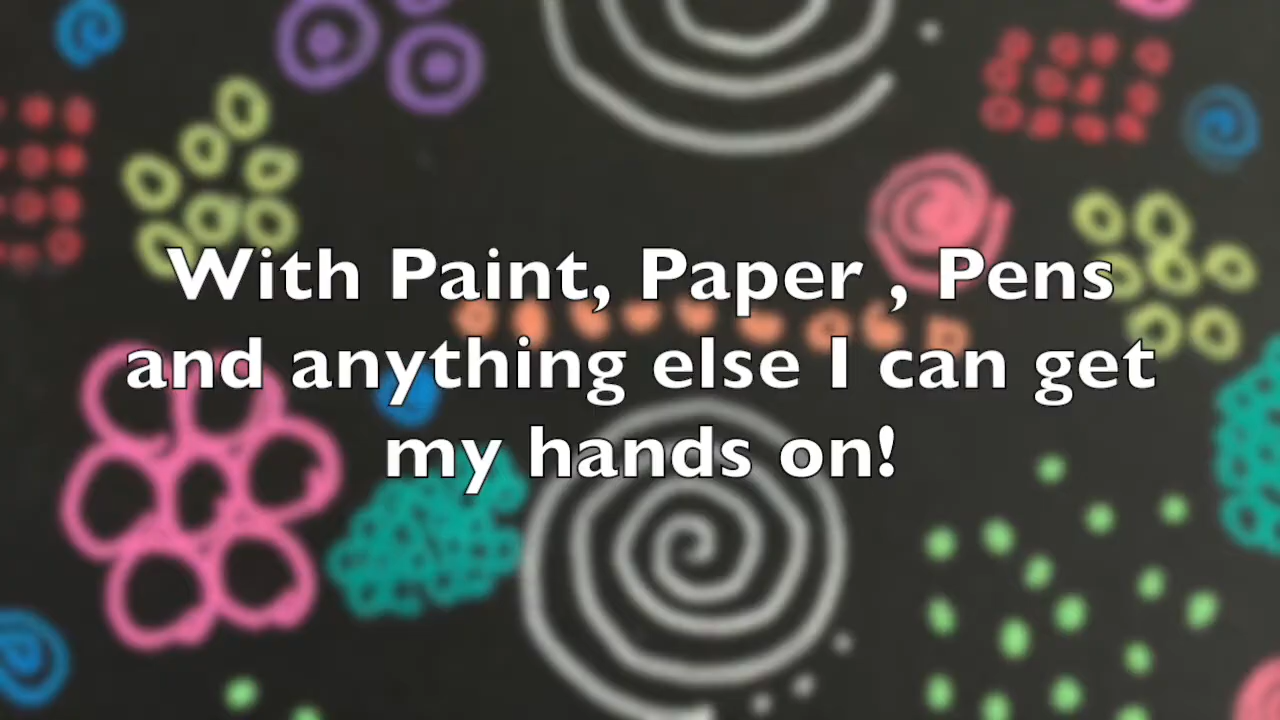 With Paint, Paper , Pens
and anything else I can get
my hands on!